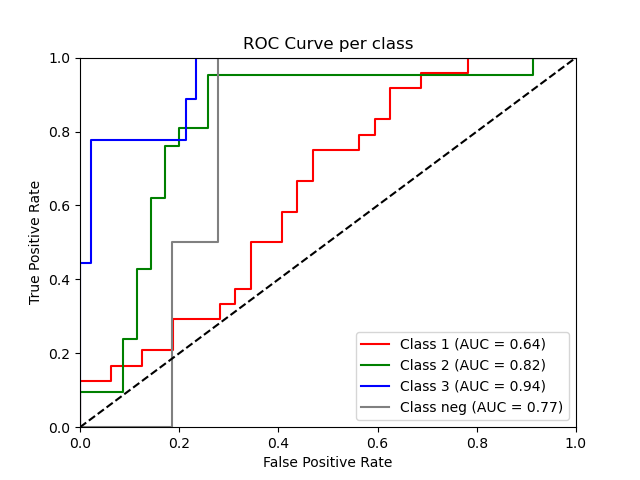 ROC Curve per class
True Positive Rate
1.0
0.8
0.6
0.4
0.2
0.0
0.0 0.2 0.4 0.6 0.8 1.0
False Positive Rate
Class 1 (AUC = 0.64)
Class 2 (AUC = 0.82)
Class 3 (AUC = 0.94)
Class neg (AUC = 0.77)